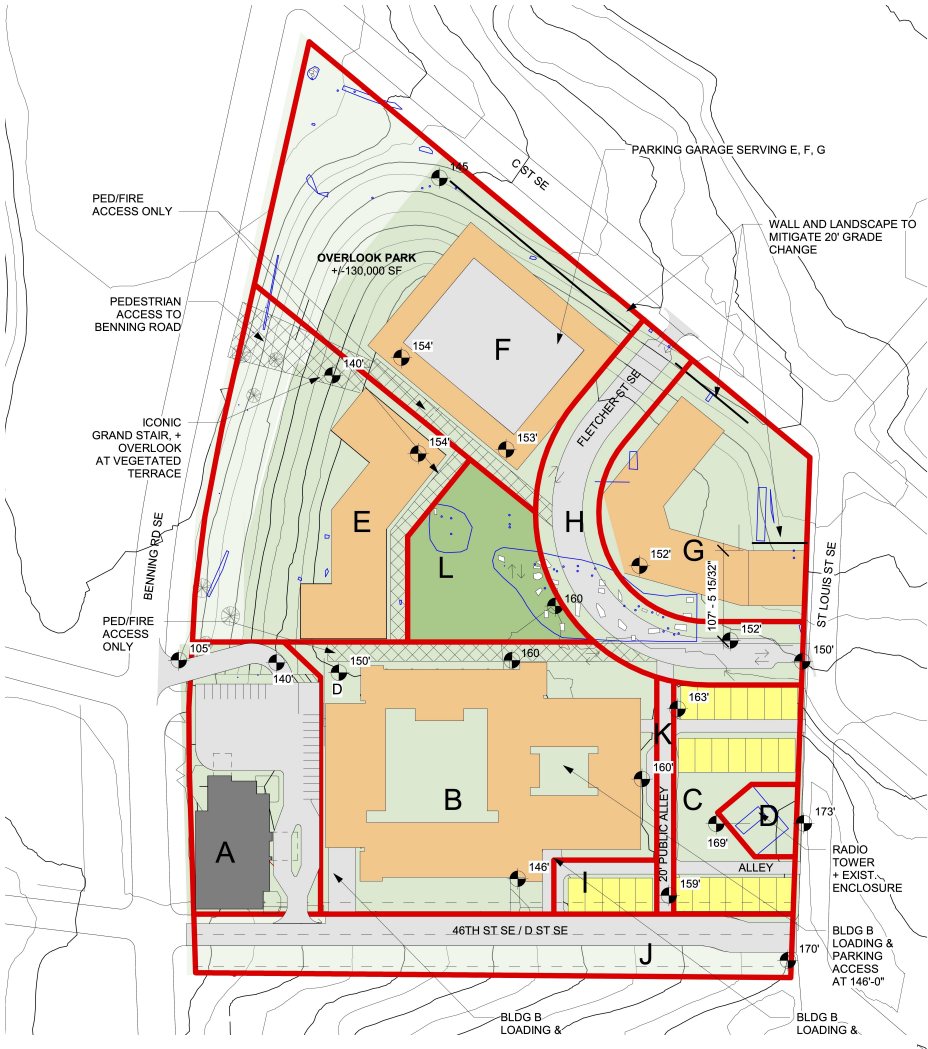 145
C ST SE
PARKING GARAGE SERVING E, F, G
PED/FIRE
ACCESS ONLY
WALL AND LANDSCAPE TO
MITIGATE 20' GRADE
CHANGE
OVERLOOK PARK
+/-130,000 SF
PEDESTRIAN
ACCESS TO
BENNING ROAD
154'
F
140'
FLETCHER ST SE
ICONIC
GRAND STAIR, +
OVERLOOK
AT VEGETATED
TERRACE
154'
153'
E
H
G
BENNING RD SE
L
152'
107' - 5 15/32"
ST LOUIS ST SE
160
PED/FIRE
ACCESS
ONLY
152'
105'
140'
150'
D
160
150'
163'
K
160'
B
C
D
20' PUBLIC ALLEY
169'
173'
A
RADIO
TOWER
+ EXIST.
ENCLOSURE
146'
I
ALLEY
159'
46TH ST SE / D ST SE
J
170'
BLDG B
LOADING &
PARKING
ACCESS
AT 146'-0"
BLDG B
LOADING &
BLDG B
LOADING &